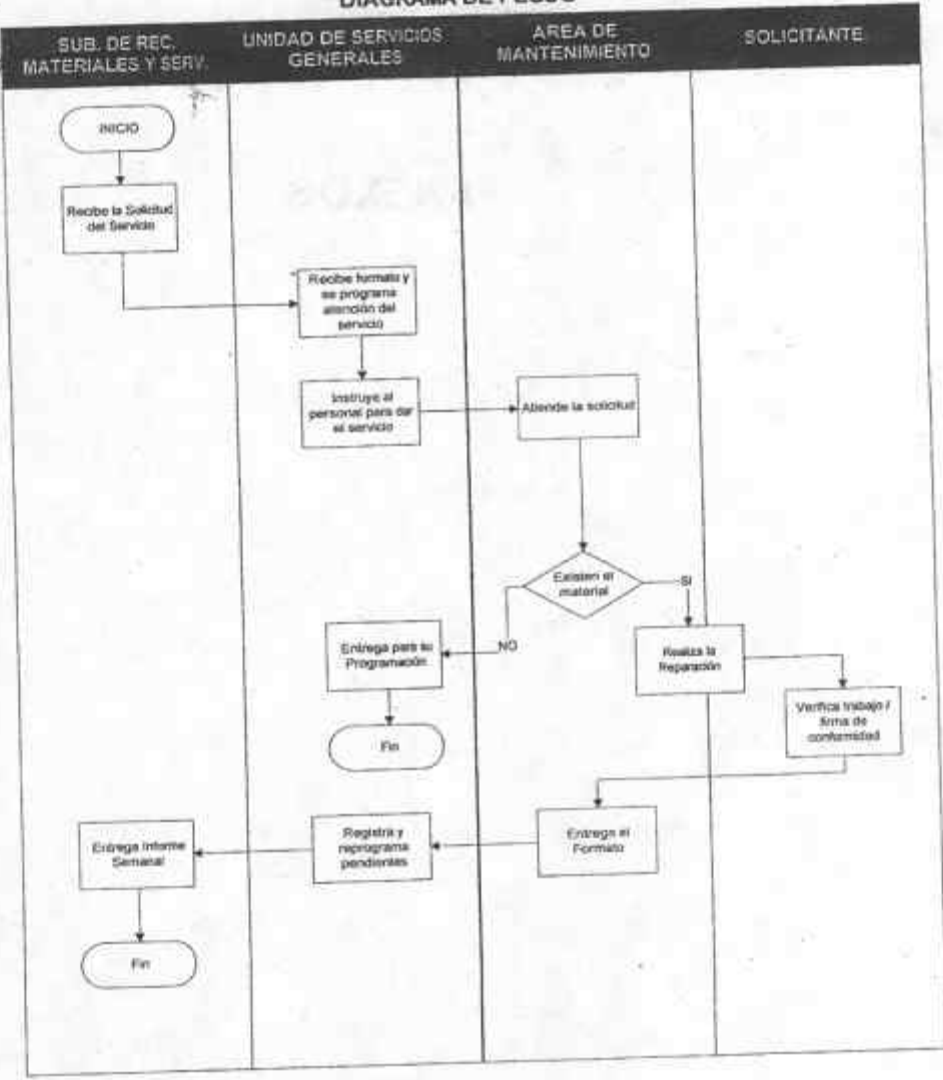 DIAGRAMA DE FLUJO
SUB. DE REC.
MATERIALES Y SERV.
UNIDAD DE SERVICIOS
GENERALES
AREA DE
MANTENIMIENTO
SOLICITANTE
INICIO
Recibe la Solicitud
del Servicio
Recibe formato y
se programa
atención del
servicio
Instruye al
personal para dar
el servicio
Atiende la solicitud
Existen el
material
SI
NO
Entrega para su
Programación
Realiza la
Reparación
Verifica trabajo /
firma de
conformidad
Fin
Entrega Informe
Semanal
Registra y
reprograma
pendientes
Entrega el
Formato
Fin